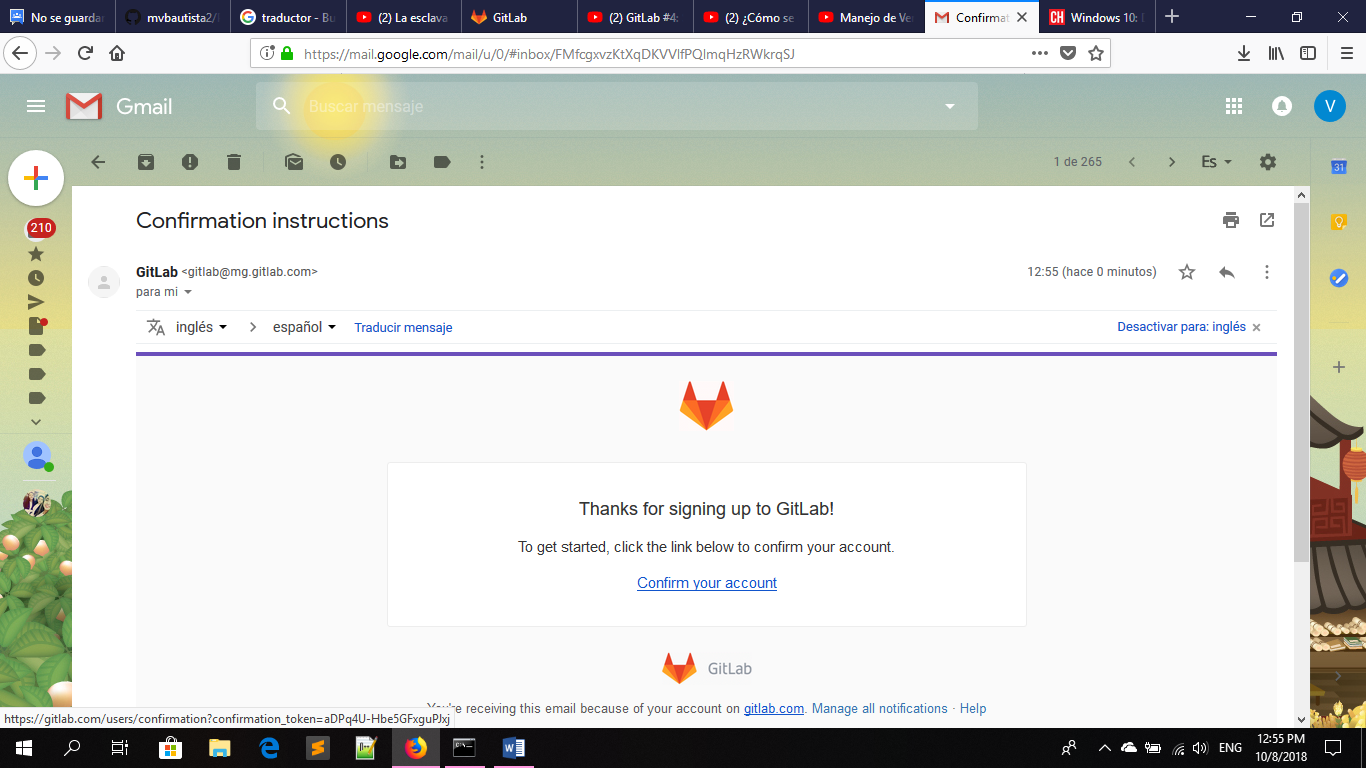 No se guardar
mvbautista2/
traductor - Bu
(2) La esclava
GitLab
(2) GitLab #4:
(2) ¿Cómo se
Manejo de Ver
Confirmat
CH Windows 10:
https://mail.google.com/mail/u/0/#inbox/FMfcgxvzKtXqDKVVlfPQlmqHzRWkrqSJ
Gmail
Buscar mensaje
V
1 de 265
Es
31
210
Confirmation instructions
GitLab <gitlab@mg.gitlab.com>
12:55 (hace 0 minutos)
para mi
inglés > español Traducir mensaje
Desactivar para: inglés
Thanks for signing up to GitLab!
To get started, click the link below to confirm your account.
Confirm your account
GitLab
You're receiving this email because of your account on gitlab.com. Manage all notifications · Help
https://gitlab.com/users/confirmation?confirmation_token=aDPq4U-Hbe5GFxguPJxj
ENG
12:55 PM
10/8/2018